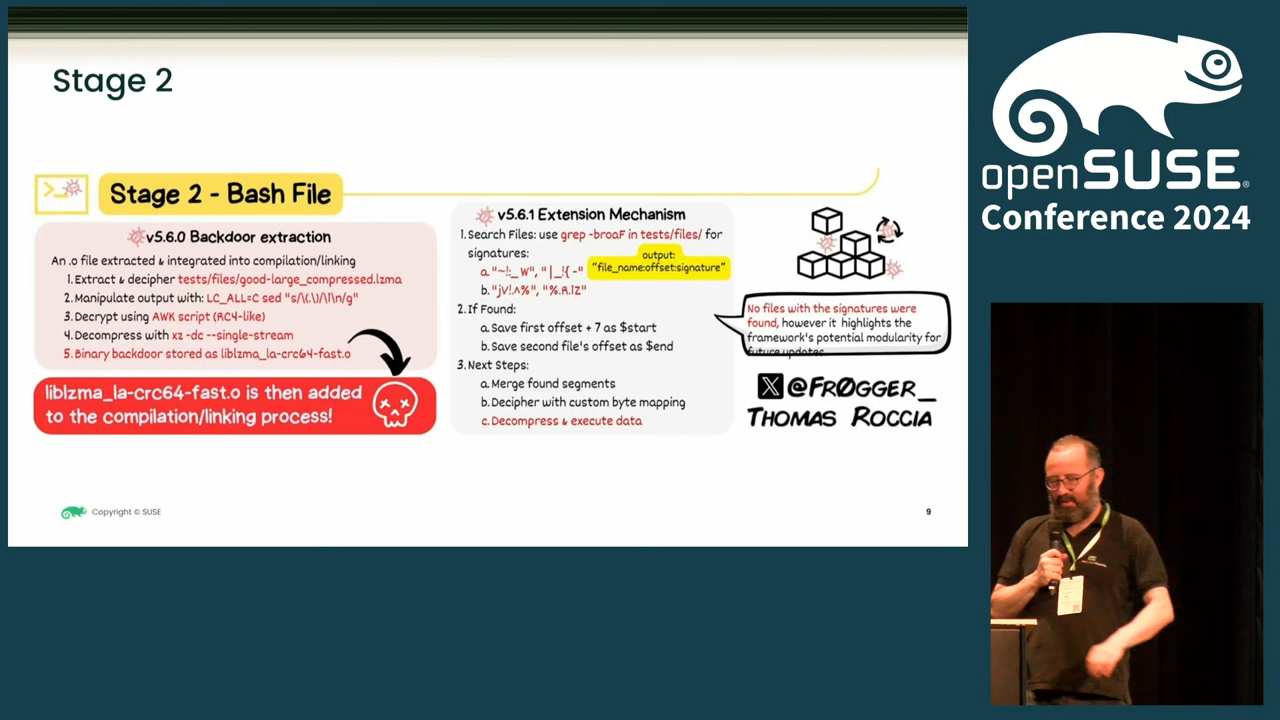 Stage 2
>_
Stage 2 - Bash File
v5.6.0 Backdoor extraction
An .o file extracted & integrated into compilation/linking
1. Extract & decipher tests/files/good-large_compressed.lzma
2. Manipulate output with: LC_ALL=C sed "s/\(.\)/\1\n/g"
3. Decrypt using AWK script (RC4-like)
4. Decompress with xz -dc --single-stream
5. Binary backdoor stored as liblzma_la-crc64-fast.o
liblzma_la-crc64-fast.o is then added
to the compilation/linking process!
v5.6.1 Extension Mechanism
1. Search Files: use grep -broaF in tests/files/ for
signatures:
a. "~!:_ W", "|_!{ -"
b. "jV!.^%", "%.R.1Z"
output:
"file_name:offset:signature"
2. If Found:
a. Save first offset + 7 as $start
b. Save second file's offset as $end
3. Next Steps:
a. Merge found segments
b. Decipher with custom byte mapping
c. Decompress & execute data
No files with the signatures were
found, however it highlights the
framework's potential modularity for
future updates.
X @FR0GGER_
THOMAS ROCCIA
Copyright © SUSE
9
openSUSE®
Conference 2024